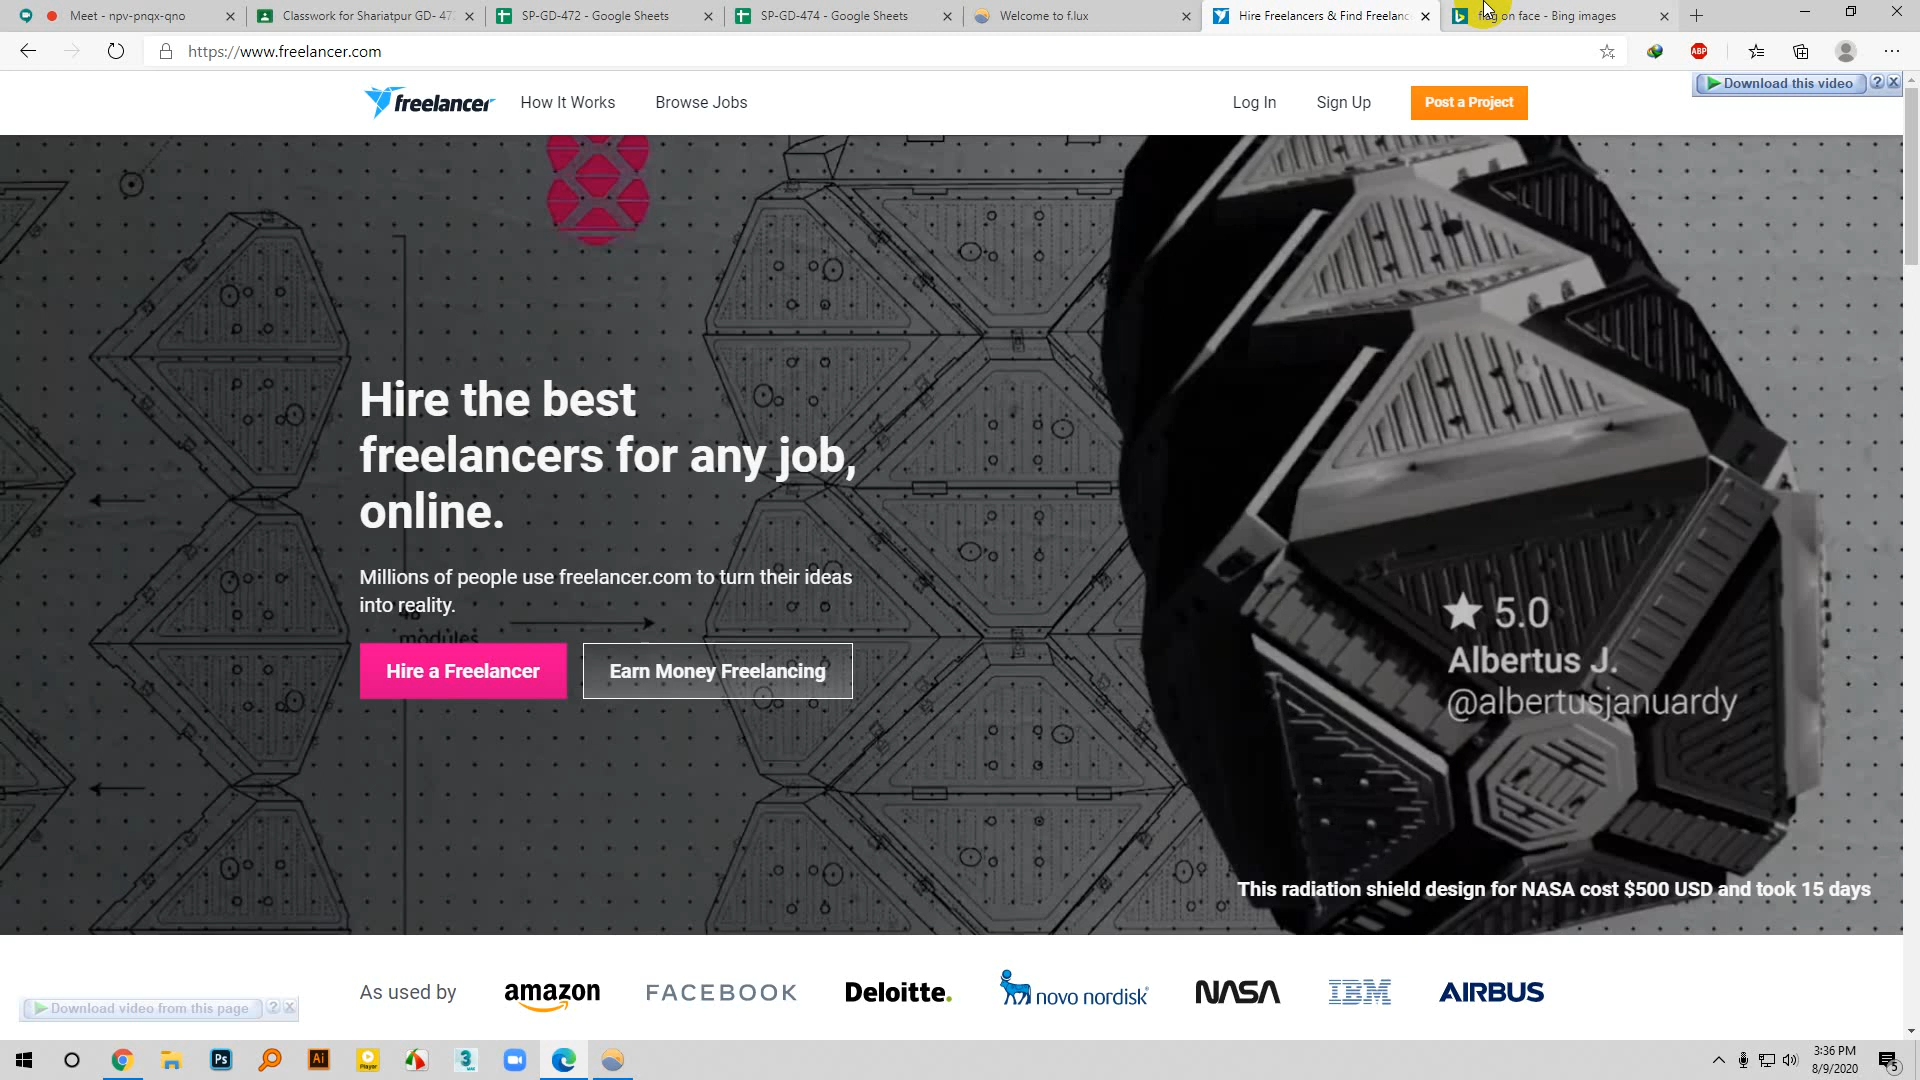 Meet - npv-pnqx-qno
Classwork for Shariatpur GD- 47
SP-GD-472 - Google Sheets
SP-GD-474 - Google Sheets
Welcome to f.lux
Hire Freelancers & Find Freelanc
on face - Bing images
https://www.freelancer.com
ABP
Download this video
freelancer
How It Works
Browse Jobs
Log In
Sign Up
Post a Project
Hire the best
freelancers for any job,
online.
Millions of people use freelancer.com to turn their ideas
into reality.
modules
Hire a Freelancer
Earn Money Freelancing
5.0
Albertus J.
@albertusjanuardy
This radiation shield design for NASA cost $500 USD and took 15 days
As used by
amazon
FACEBOOK
Deloitte.
novo nordisk
NASA
IBM
AIRBUS
Download video from this page
Ps
Ai
Player
3
3:36 PM
8/9/2020
5